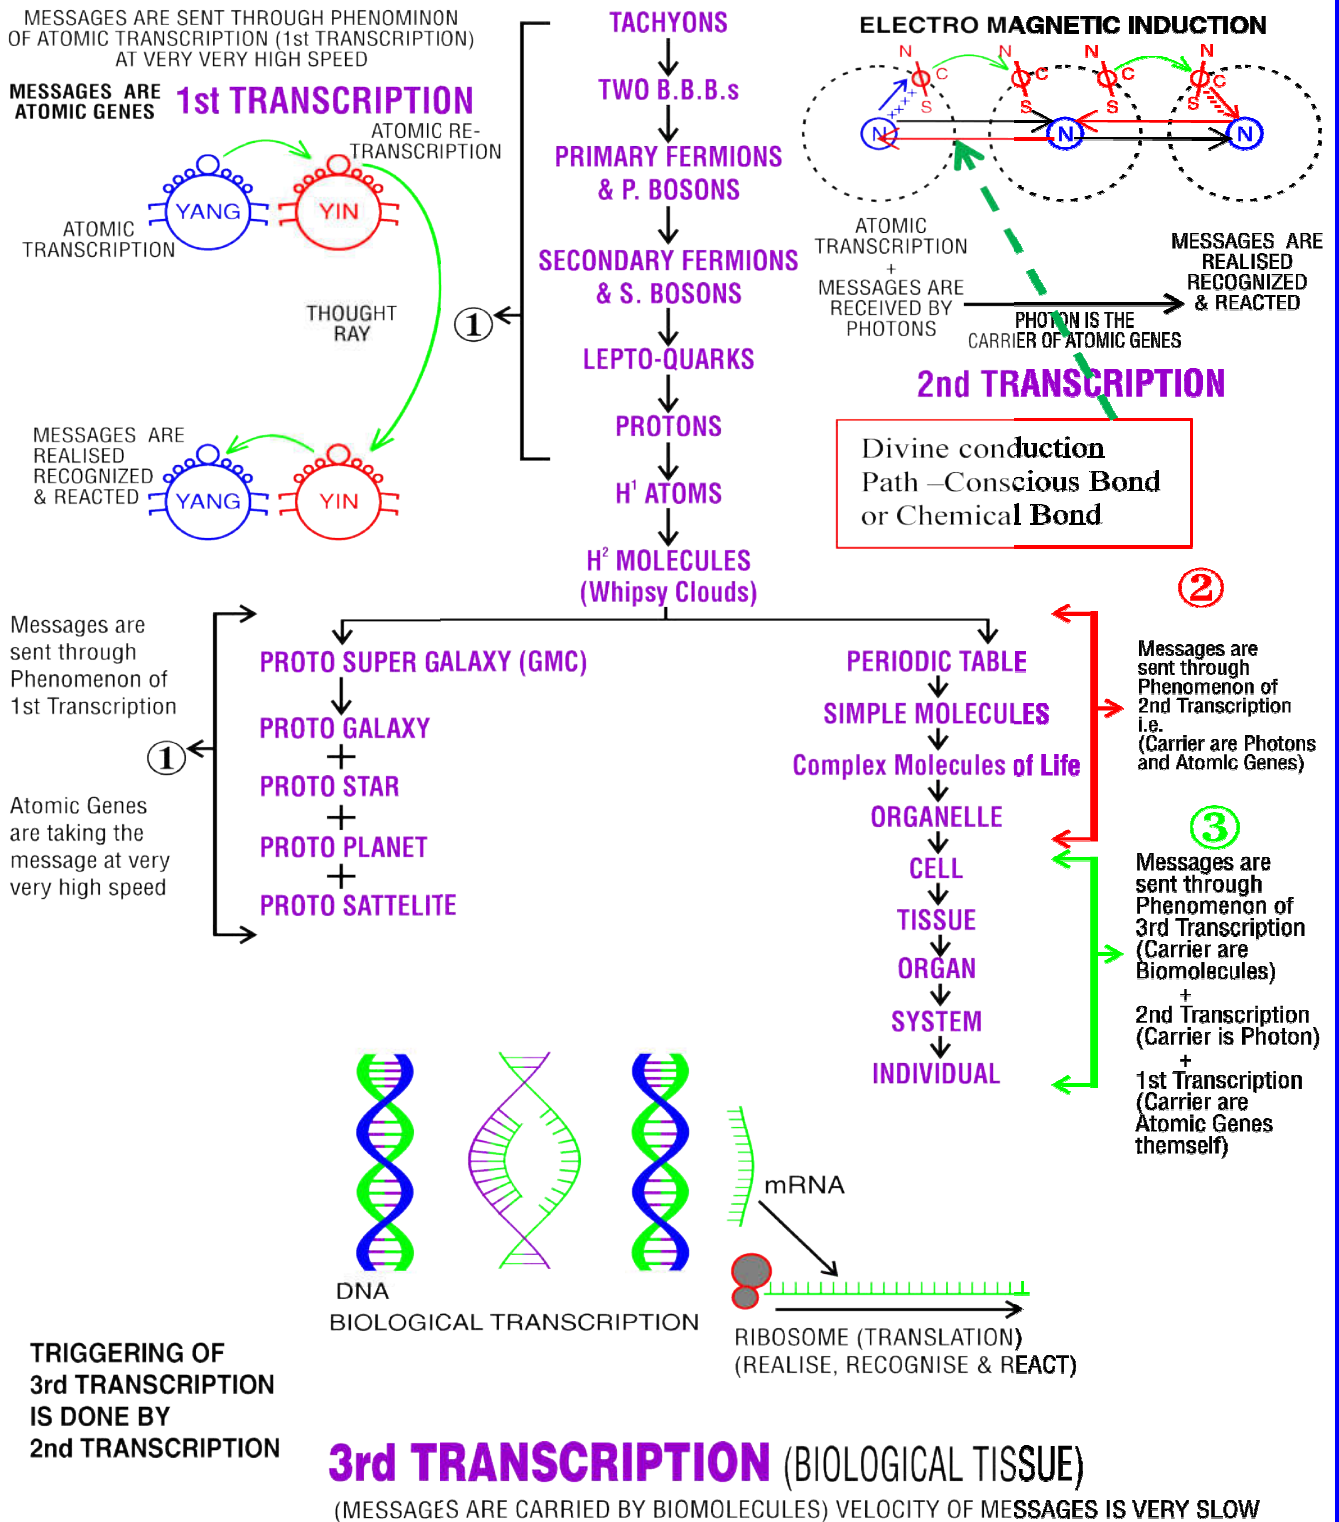 MESSAGES ARE SENT THROUGH PHENOMINON
OF ATOMIC TRANSCRIPTION (1st TRANSCRIPTION)
AT VERY VERY HIGH SPEED
MESSAGES ARE
ATOMIC GENES
1st TRANSCRIPTION
ATOMIC RE-
TRANSCRIPTION
YANG
YIN
ATOMIC
TRANSCRIPTION
THOUGHT
RAY
MESSAGES ARE
REALISED
RECOGNIZED
& REACTED
YANG
YIN
1
TACHYONS
TWO B.B.B.s
PRIMARY FERMIONS
& P. BOSONS
SECONDARY FERMIONS
& S. BOSONS
LEPTO-QUARKS
PROTONS
H¹ ATOMS
H² MOLECULES
(Whipsy Clouds)
ELECTRO MAGNETIC INDUCTION
N
C
S
N
N
C
S
N
N
C
S
N
C
S
N
ATOMIC
TRANSCRIPTION
+
MESSAGES ARE
RECEIVED BY
PHOTONS
PHOTON IS THE
CARRIER OF ATOMIC GENES
MESSAGES ARE
REALISED
RECOGNIZED
& REACTED
2nd TRANSCRIPTION
Divine conduction
Path –Conscious Bond
or Chemical Bond
Messages are
sent through
Phenomenon of
1st Transcription
1
Atomic Genes
are taking the
message at very
very high speed
PROTO SUPER GALAXY (GMC)
PROTO GALAXY
+
PROTO STAR
+
PROTO PLANET
+
PROTO SATTELITE
PERIODIC TABLE
SIMPLE MOLECULES
Complex Molecules of Life
ORGANELLE
CELL
TISSUE
ORGAN
SYSTEM
INDIVIDUAL
2
Messages are
sent through
Phenomenon of
2nd Transcription
i.e.
(Carrier are Photons
and Atomic Genes)
3
Messages are
sent through
Phenomenon of
3rd Transcription
(Carrier are
Biomolecules)
+
2nd Transcription
(Carrier is Photon)
+
1st Transcription
(Carrier are
Atomic Genes
themself)
mRNA
DNA
BIOLOGICAL TRANSCRIPTION
RIBOSOME (TRANSLATION)
(REALISE, RECOGNISE & REACT)
TRIGGERING OF
3rd TRANSCRIPTION
IS DONE BY
2nd TRANSCRIPTION
3rd TRANSCRIPTION (BIOLOGICAL TISSUE)
(MESSAGES ARE CARRIED BY BIOMOLECULES) VELOCITY OF MESSAGES IS VERY SLOW